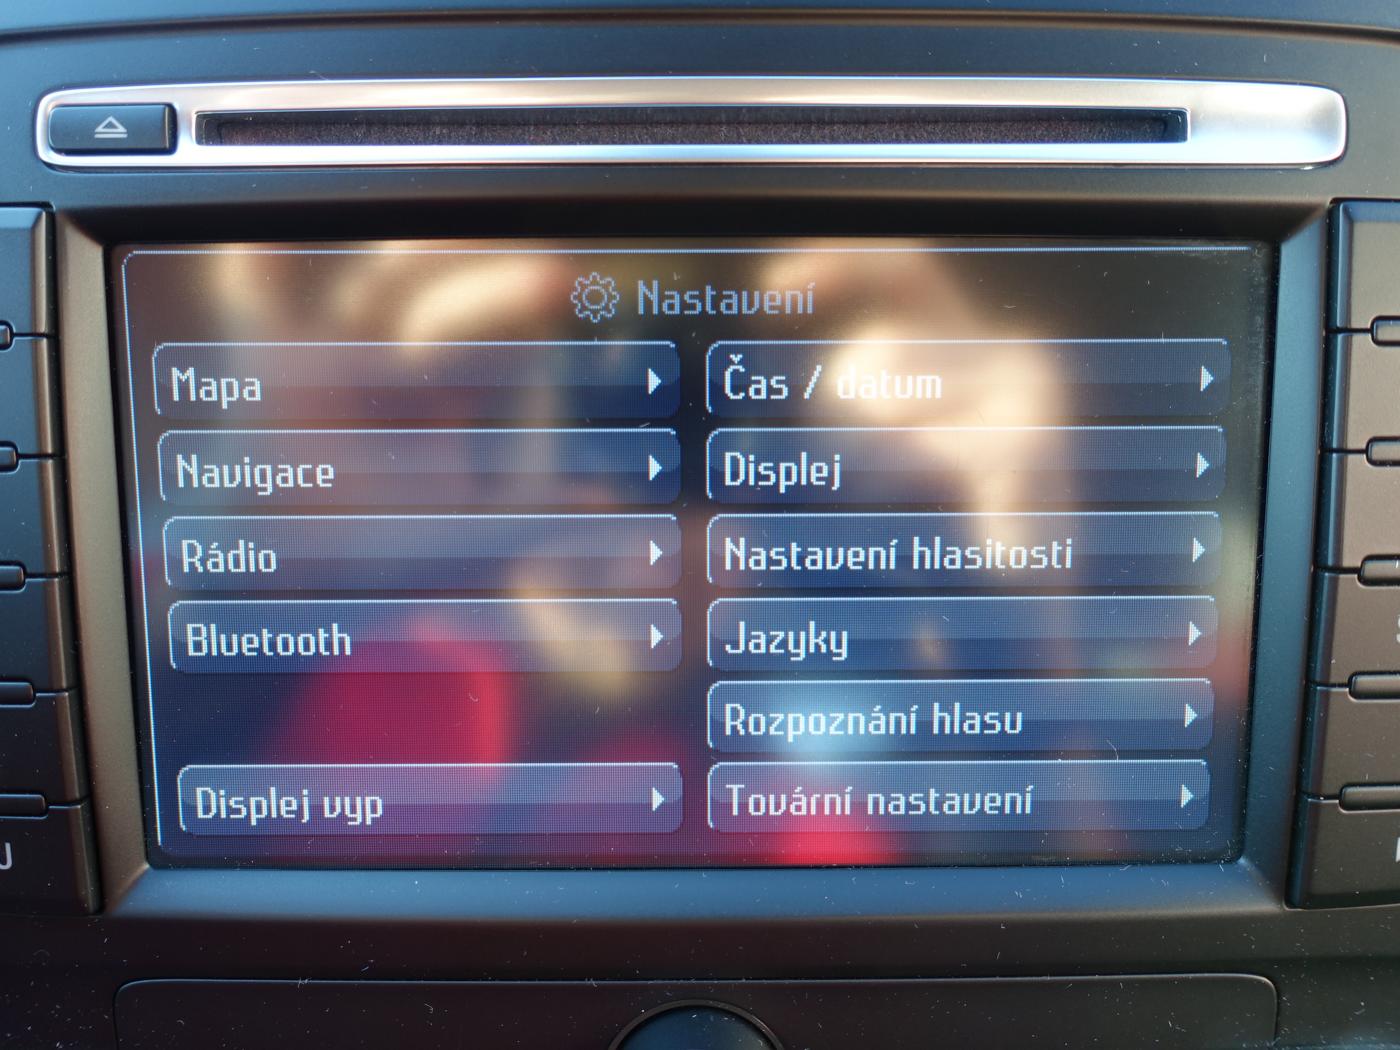 Nastavení
Mapa
Čas / datum
Navigace
Displej
Rádio
Nastavení hlasitosti
Bluetooth
Jazyky
Rozpoznání hlasu
Displej vyp
Tovární nastavení